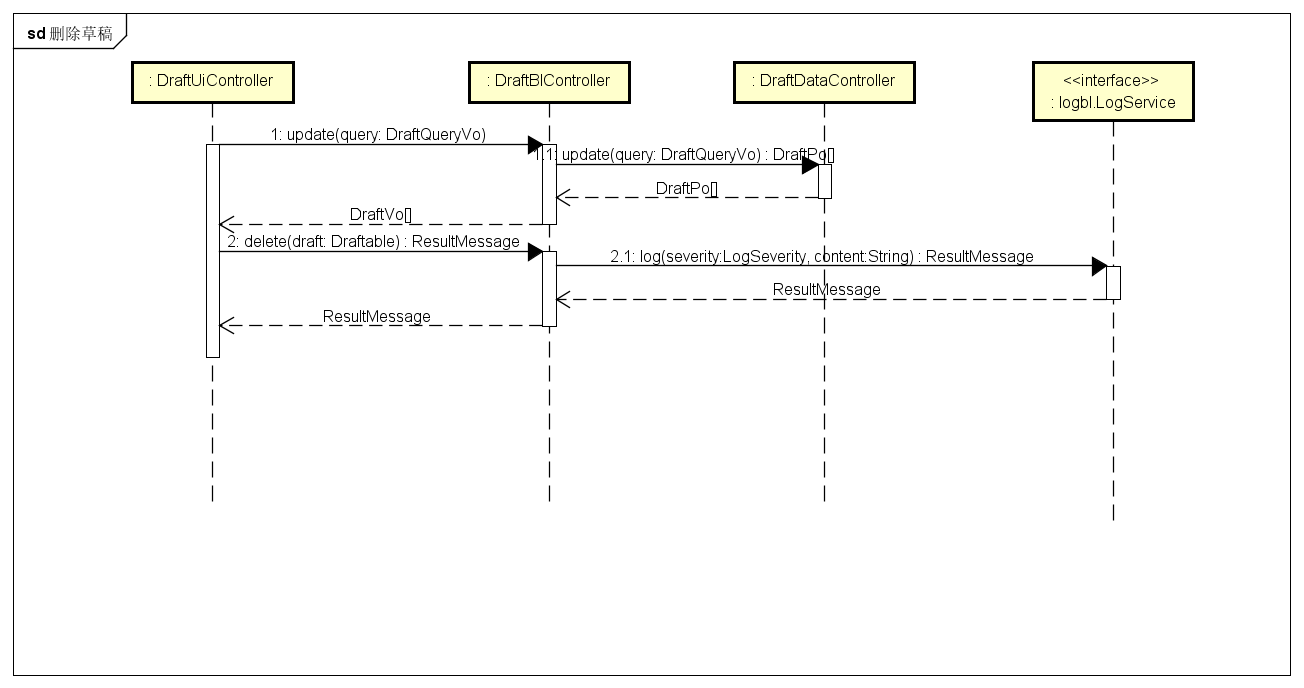 sd 删除草稿
: DraftUiController
: DraftBlController
: DraftDataController
<<interface>>
: logbl.LogService
1: update(query: DraftQueryVo)
1.1: update(query: DraftQueryVo) : DraftPo[]
DraftPo[]
DraftVo[]
2: delete(draft: Draftable) : ResultMessage
2.1: log(severity:LogSeverity, content:String) : ResultMessage
ResultMessage
ResultMessage